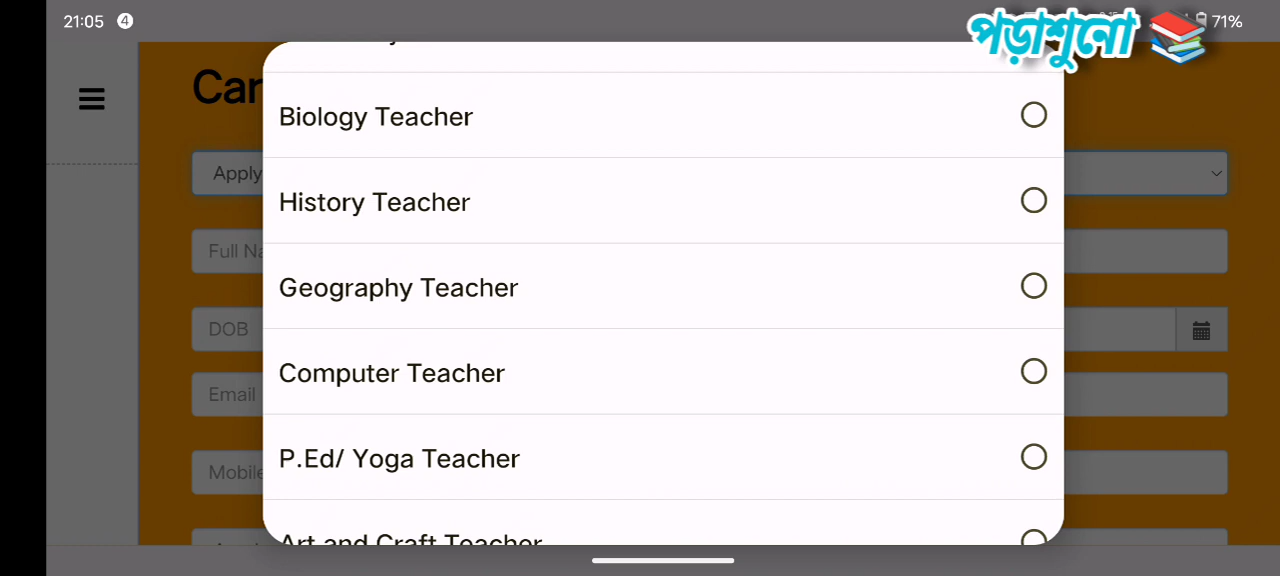 21:05 4
71%
পড়াশুনো
Car
Biology Teacher
Apply
History Teacher
Full Na
Geography Teacher
DOB
Computer Teacher
Email
P.Ed/ Yoga Teacher
Mobile
Art and Craft Teacher